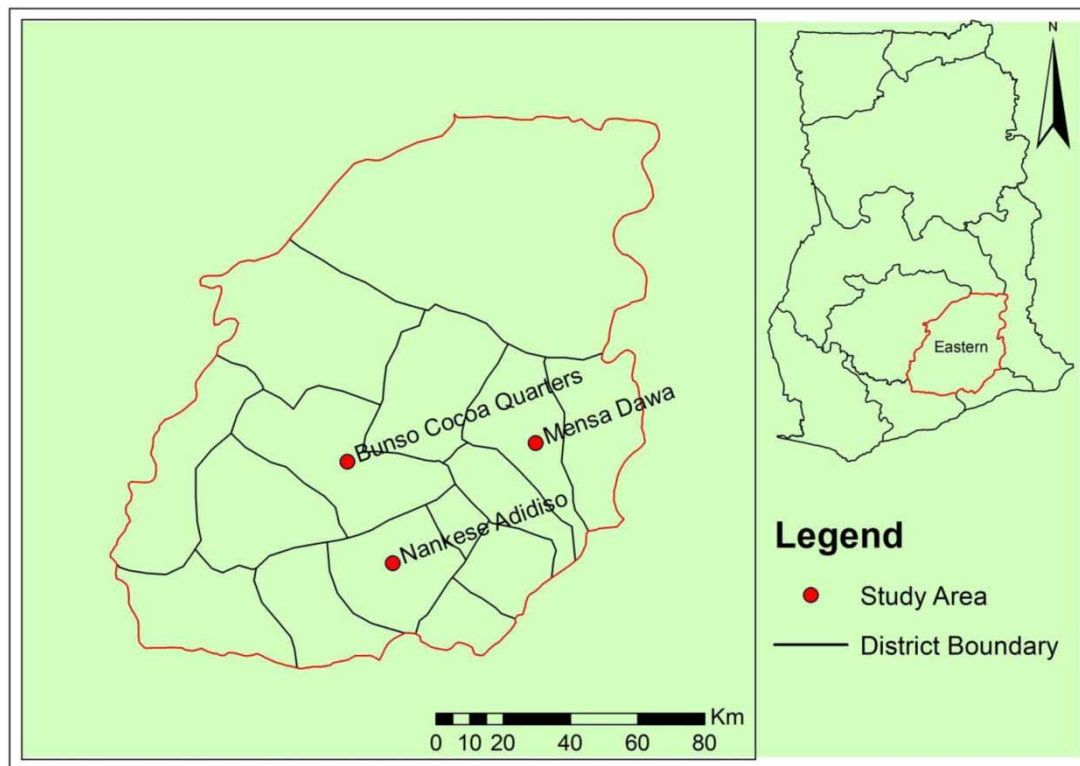 Bunso Cocoa Quarters
Mensa Dawa
Nankese Adidiso
Km
0 10 20 40 60 80
N
Eastern
Legend
Study Area
District Boundary